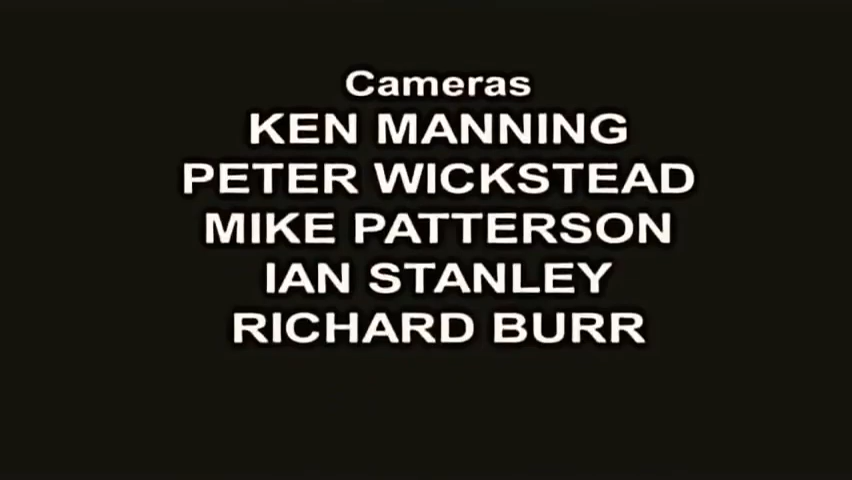 Cameras
KEN MANNING
PETER WICKSTEAD
MIKE PATTERSON
IAN STANLEY
RICHARD BURR